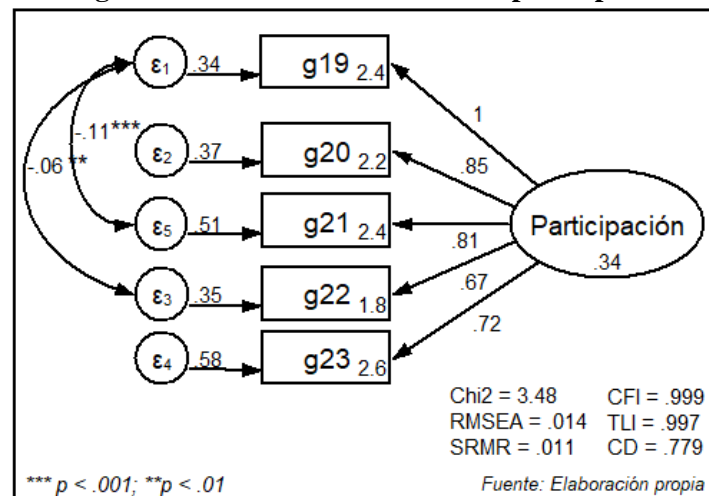 ε1 .34 g19 2.4
1
-.11***
ε2 .37 g20 2.2
.85
-.06 **
ε5 .51 g21 2.4
Participación
.34
.81
ε3 .35 g22 1.8
.67
.72
ε4 .58 g23 2.6
Chi2 = 3.48 CFI = .999
RMSEA = .014 TLI = .997
SRMR = .011 CD = .779
*** p < .001; **p < .01 Fuente: Elaboración propia